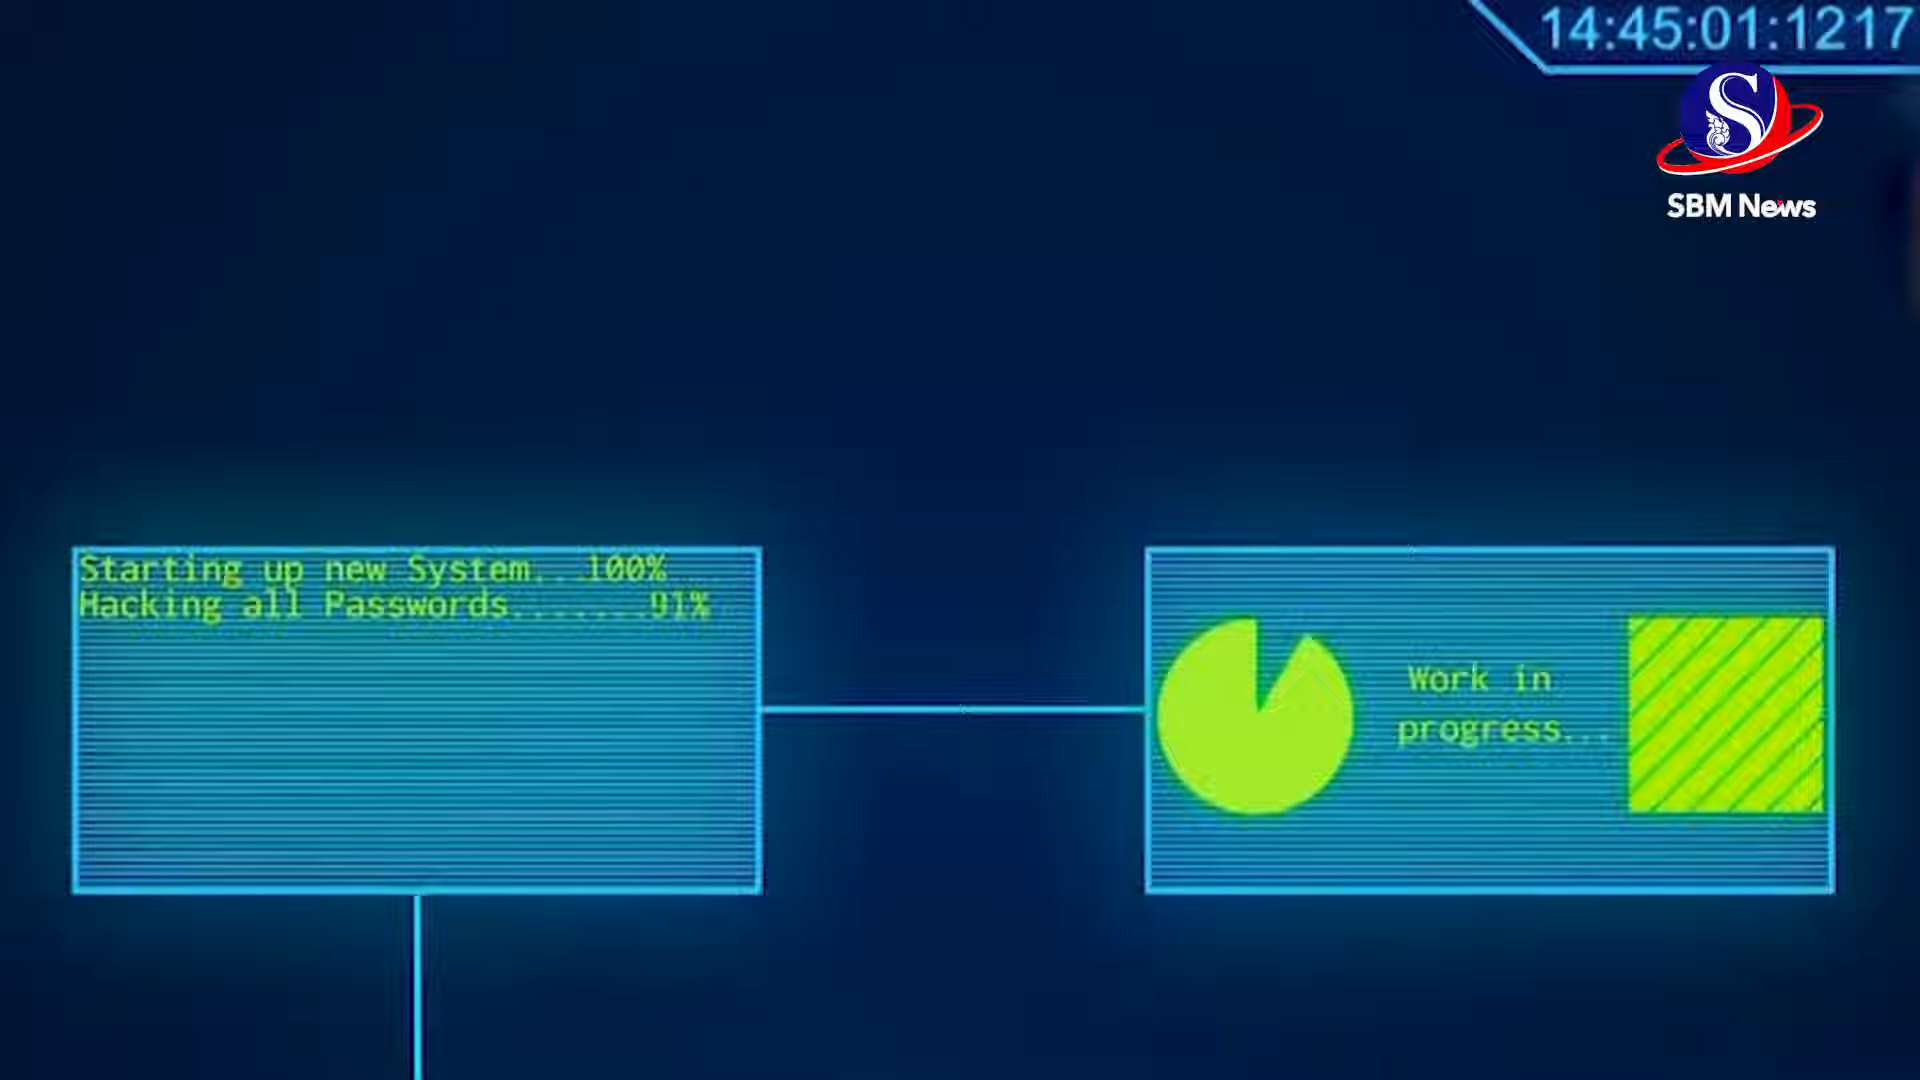 14:45:01:1217
SBM News
Starting up new System...100%
Hacking all Passwords.......91%
Work in
progress...